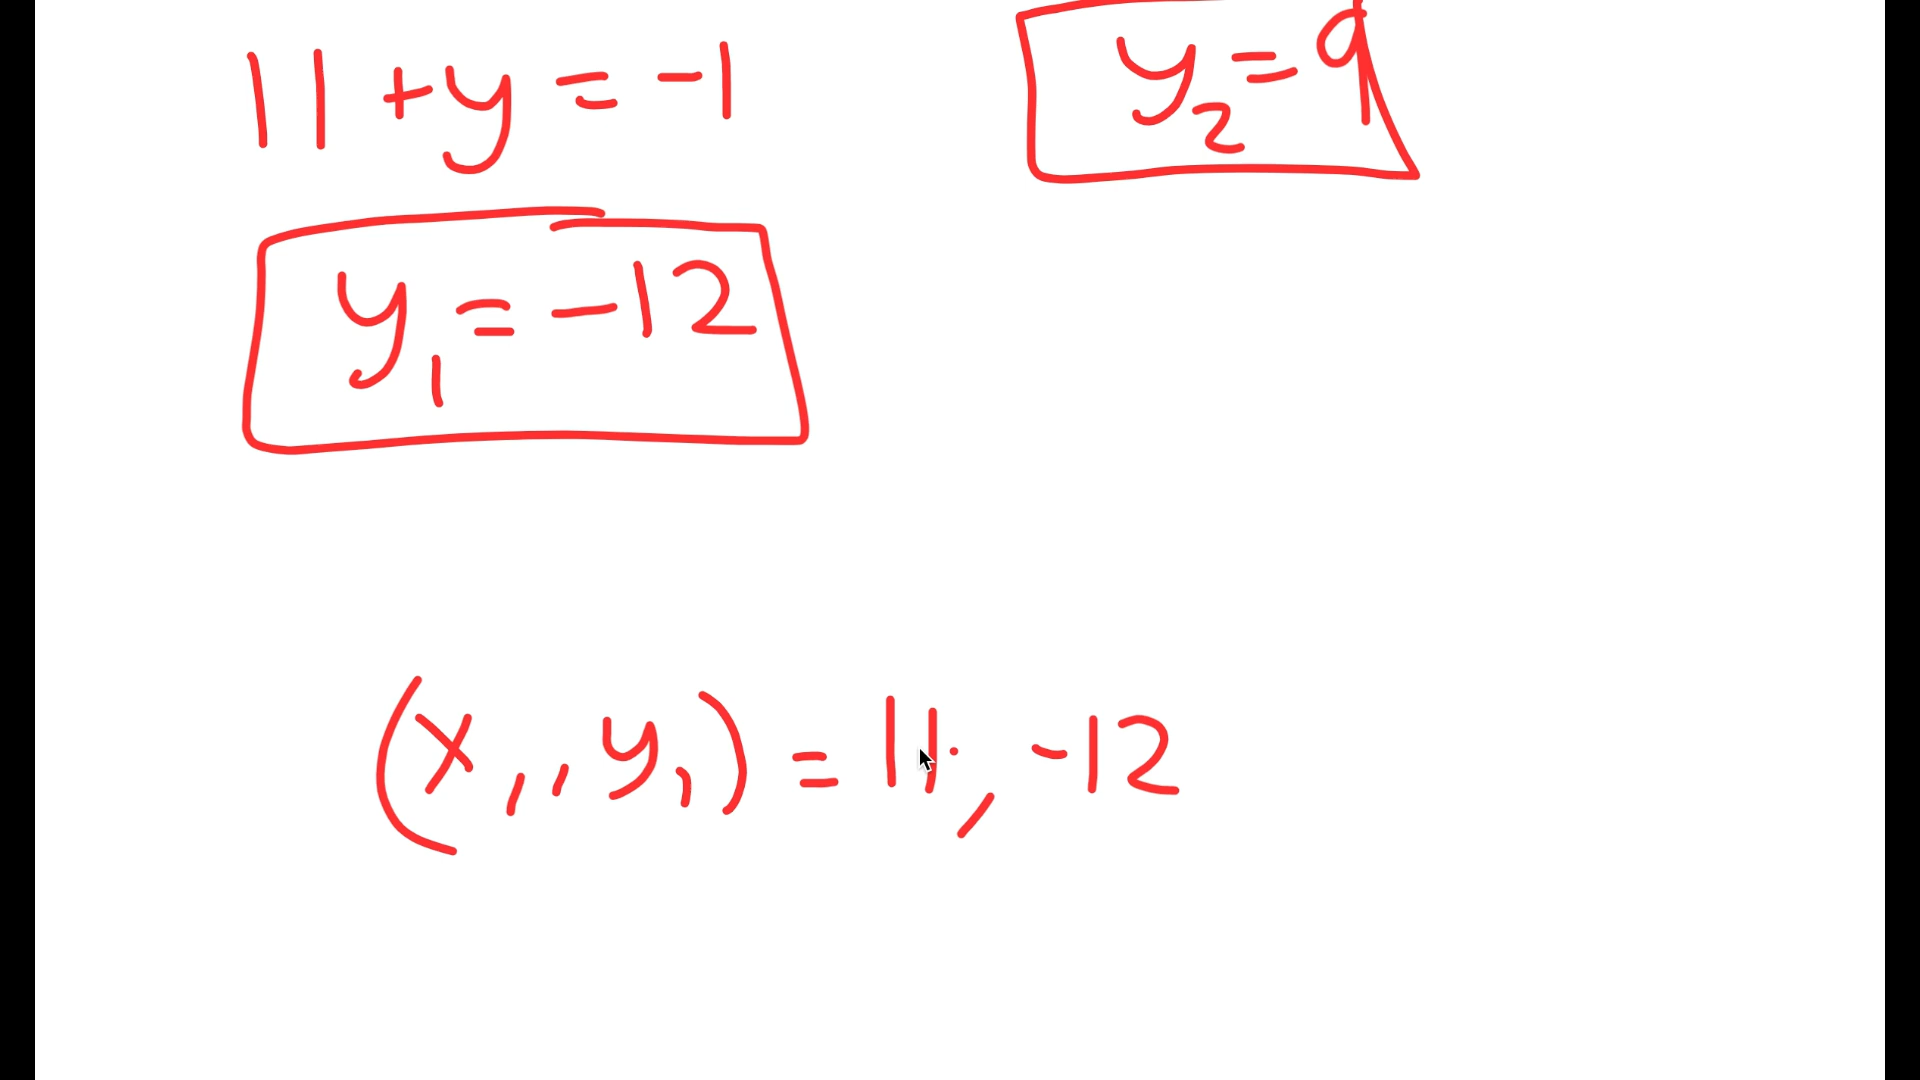 11 + y = -1
y₂ = 9
y₁ = -12
(x₁, y₁) = 11, -12